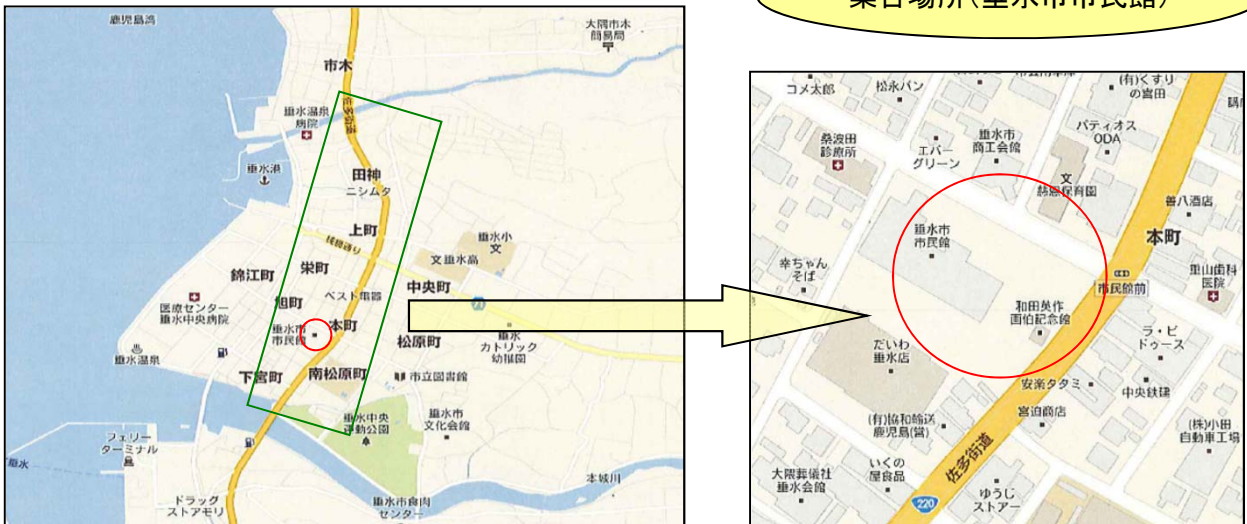 集合場所(垂水市市民館)
鹿児島湾
大隅市木
簡易局
市木
佐多街道
垂水温泉
病院
垂水港
田神
ニシムタ
上町
桟橋通り
垂水小
文
文垂水高
錦江町
栄町
中央町
ベスト電器
旭町
医療センター
垂水中央病院
垂水市
市民館
本町
松原町
垂水
カトリック
幼稚園
垂水温泉
下宮町
南松原町
市立図書館
垂水中央
運動公園
垂水市
文化会館
フェリー
ターミナル
垂水
本城川
ドラッグ
ストアモリ
垂水市食肉
センター
コメ太郎
松永パン
(有)くすり
の宮田
桑波田
診療所
エバー
グリーン
垂水市
商工会館
パティオス
ODA
文
慈恩保育園
善八酒店
垂水市
市民館
本町
幸ちゃん
そば
市民館前
重山歯科
医院
和田英作
画伯記念館
だいわ
垂水店
ラ・ピ
ドゥース
安楽タタミ
中央鉄建
宮迫商店
(有)協和輸送
鹿児島(営)
(株)小田
自動車工場
佐多街道
いくの
屋食品
大隅葬儀社
垂水会館
ゆうじ
ストアー
220